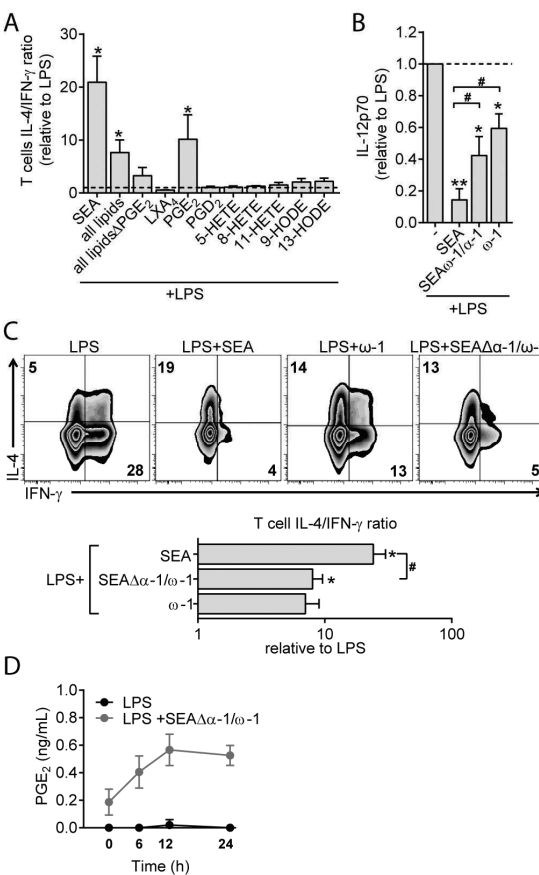 A
T cells IL-4/IFN-γ ratio
(relative to LPS)
30
20
10
0
*
*
*
SEA
all lipids
all lipidsΔPGE2
LXA4
PGE2
PGD2
5-HETE
8-HETE
11-HETE
9-HODE
13-HODE
+LPS
B
IL-12p70
(relative to LPS)
1.2
1.0
0.8
0.6
0.4
0.2
0.0
#
#
**
*
*
-
SEA
SEAω-1/α-1
ω-1
+LPS
C
LPS
LPS+SEA
LPS+ω-1
LPS+SEAΔα-1/ω-
5
28
19
4
14
13
13
5
IL-4
IFN-γ
T cell IL-4/IFN-γ ratio
LPS+
SEA
SEAΔα-1/ω-1
ω-1
*
*
#
1
10
100
relative to LPS
D
LPS
LPS +SEAΔα-1/ω-1
PGE2 (ng/mL)
1.0
0.8
0.6
0.4
0.2
0.0
0 6 12 24
Time (h)